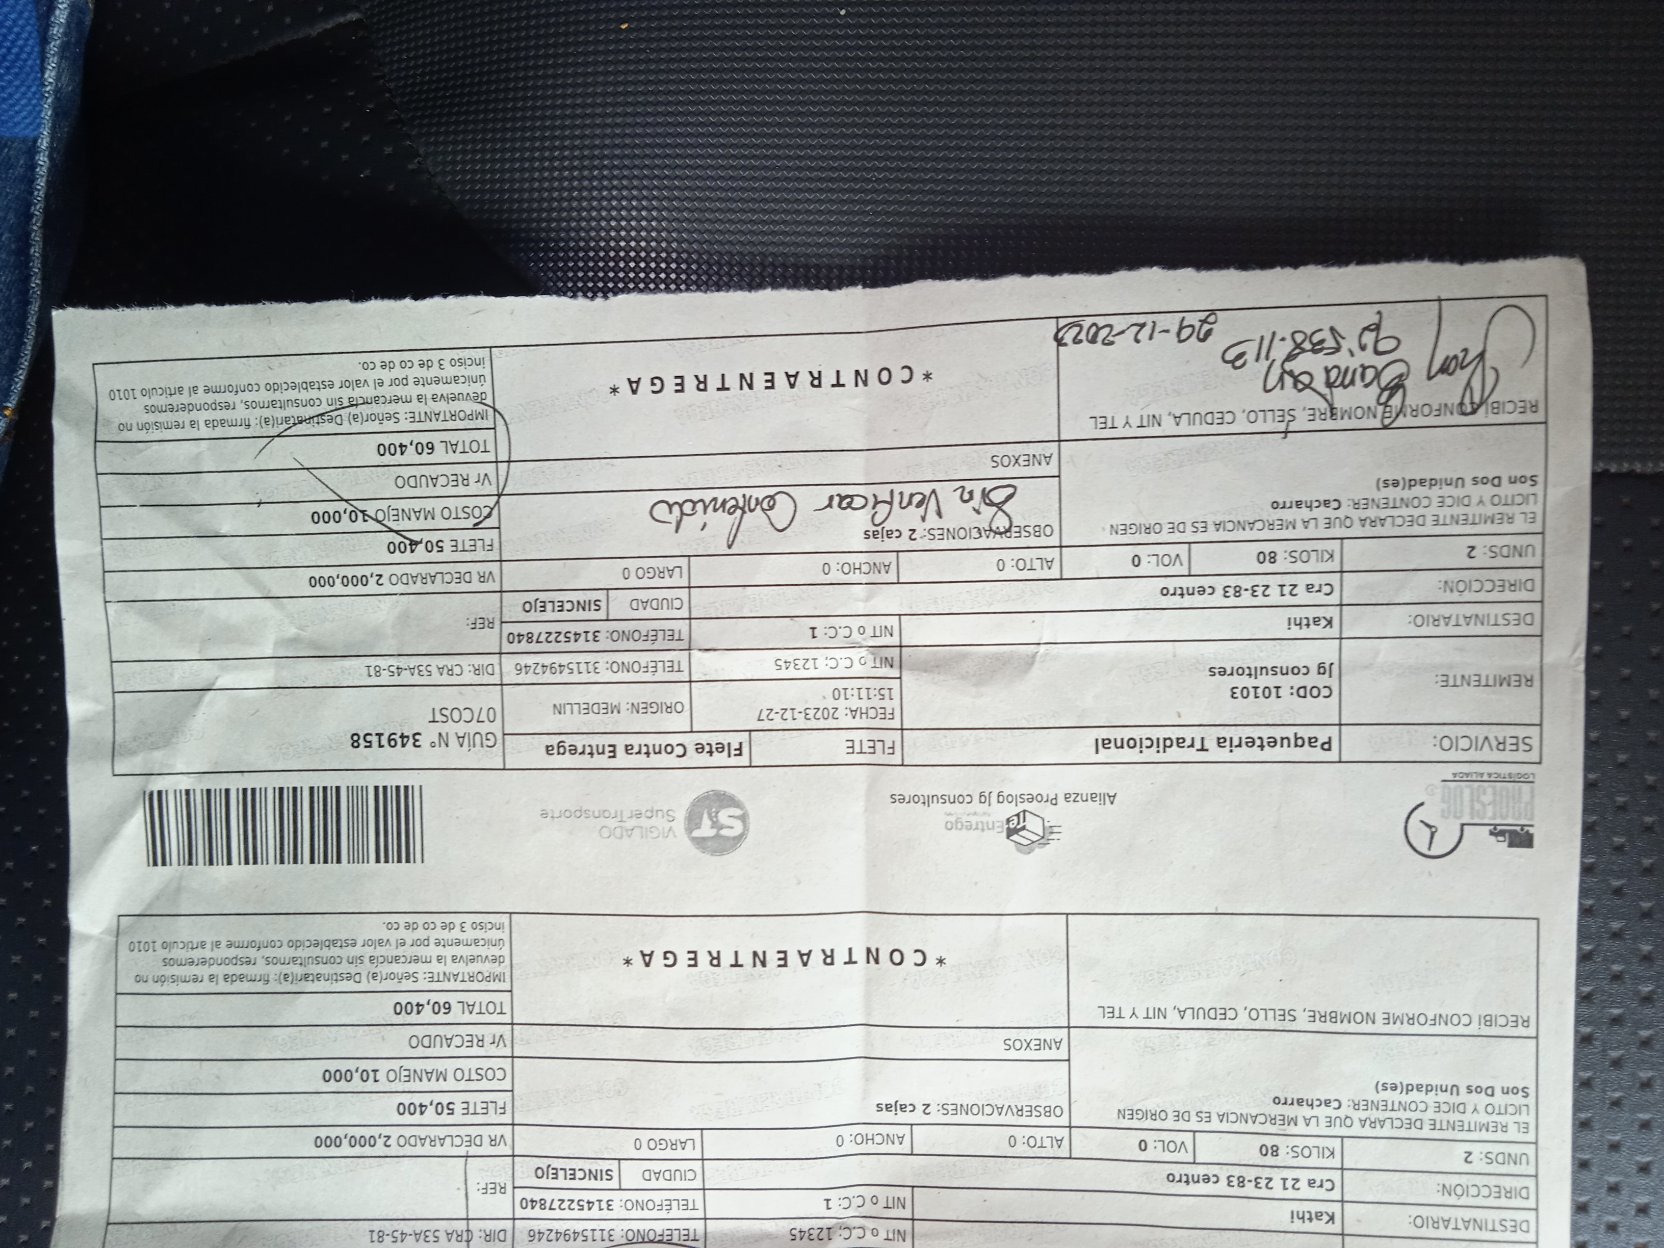 DESTINATARIO: Kathi NIT o C.C; 12345 TELÉFONO: 3115494246 DIR: CRA 53A-45-81
NIT o C.C: 1 TELÉFONO: 3145227840 REF:
DIRECCIÓN: Cra 21 23-83 centro CIUDAD SINCELEJO
UNDS: 2 KILOS: 80 VOL: 0 ALTO: 0 ANCHO: 0 LARGO 0 VR DECLARADO 2,000,000
EL REMITENTE DECLARA QUE LA MERCANCIA ES DE ORIGEN
LICITO Y DICE CONTENER: Cacharro
Son Dos Unidad(es)
OBSERVACIONES: 2 cajas
FLETE 50,400
COSTO MANEJO 10,000
ANEXOS
Vr RECAUDO
RECIBÍ CONFORME NOMBRE, SELLO, CEDULA, NIT Y TEL
TOTAL 60,400
*CONTRAENTREGA*
IMPORTANTE: Señor(a) Destinatari(a): firmada la remisión no
devuelva la mercancia sin consultarnos, responderemos
únicamente por el valor establecido conforme al artículo 1010
inciso 3 de co de co.
PROESLOG
LOGÍSTICA ALIADA
TeEntrego
Alianza Proeslog Jg consultores
ST
VIGILADO
SuperTransporte
SERVICIO: Paqueteria Tradicional FLETE Flete Contra Entrega GUÍA N° 349158
07COST
REMITENTE: COD: 10103
Jg consultores
FECHA: 2023-12-27
15:11:10
ORIGEN: MEDELLIN
NIT o C.C; 12345 TELÉFONO: 3115494246 DIR: CRA 53A-45-81
DESTINATARIO: Kathi NIT o C.C: 1 TELÉFONO: 3145227840 REF:
DIRECCIÓN: Cra 21 23-83 centro CIUDAD SINCELEJO
UNDS: 2 KILOS: 80 VOL: 0 ALTO: 0 ANCHO: 0 LARGO 0 VR DECLARADO 2,000,000
EL REMITENTE DECLARA QUE LA MERCANCIA ES DE ORIGEN
LICITO Y DICE CONTENER: Cacharro
Son Dos Unidad(es)
OBSERVACIONES: 2 cajas
Sin Verificar Contenido
FLETE 50,400
COSTO MANEJO 10,000
ANEXOS
Vr RECAUDO
RECIBÍ CONFORME NOMBRE, SELLO, CEDULA, NIT Y TEL
TOTAL 60,400
29-12-2023
*CONTRAENTREGA*
IMPORTANTE: Señor(a) Destinatari(a): firmada la remisión no
devuelva la mercancia sin consultarnos, responderemos
únicamente por el valor establecido conforme al artículo 1010
inciso 3 de co de co.